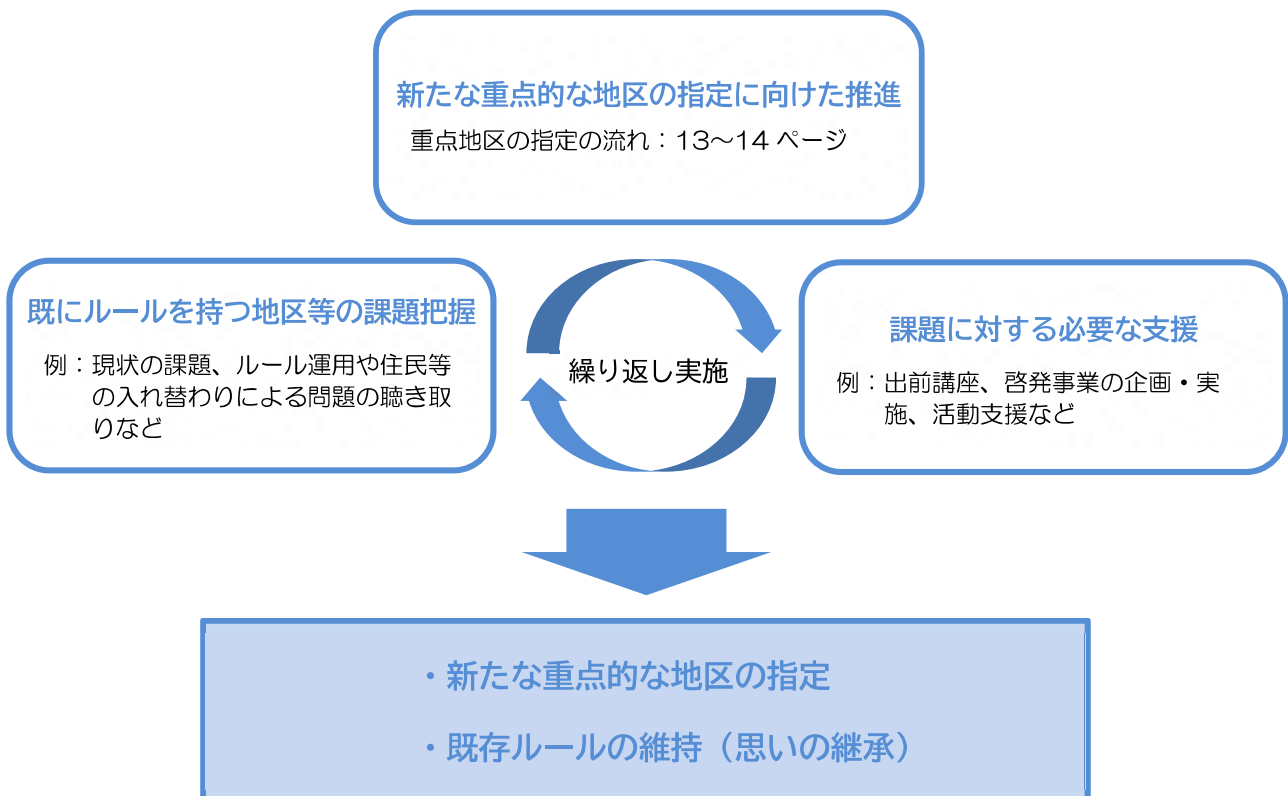 新たな重点的な地区の指定に向けた推進
重点地区の指定の流れ：13～14 ページ
既にルールを持つ地区等の課題把握
例：現状の課題、ルール運用や住民等
の入れ替わりによる問題の聴き取
りなど
繰り返し実施
課題に対する必要な支援
例：出前講座、啓発事業の企画・実
施、活動支援など
・新たな重点的な地区の指定
・既存ルールの維持（思いの継承）